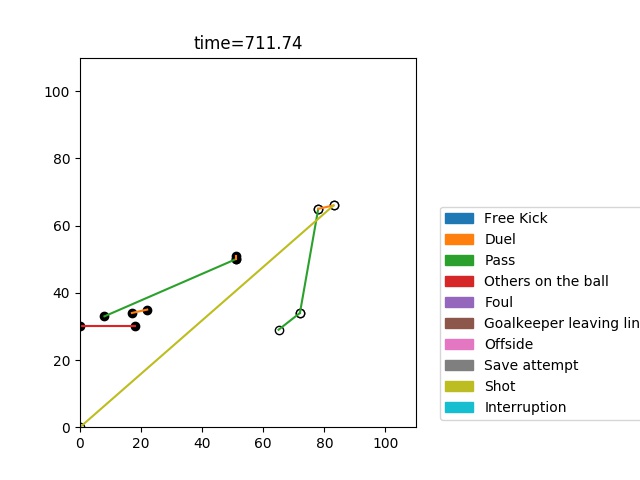 time=711.74
100
80
60
40
20
0
0 20 40 60 80 100
Free Kick
Duel
Pass
Others on the ball
Foul
Goalkeeper leaving lin
Offside
Save attempt
Shot
Interruption